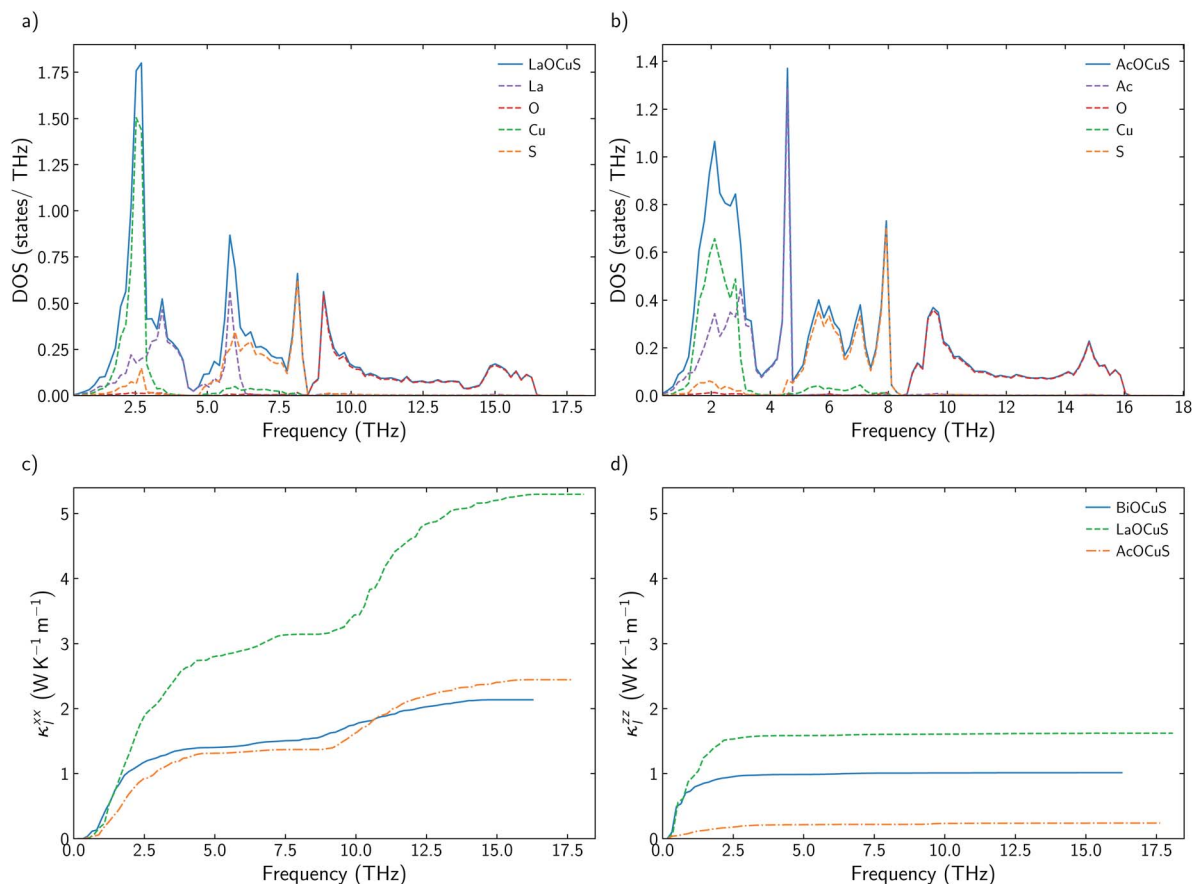 a)
DOS (states/ THz)
1.75
1.50
1.25
1.00
0.75
0.50
0.25
0.00
LaOCuS
La
O
Cu
S
2.5 5.0 7.5 10.0 12.5 15.0 17.5
Frequency (THz)
b)
DOS (states/ THz)
1.4
1.2
1.0
0.8
0.6
0.4
0.2
0.0
AcOCuS
Ac
O
Cu
S
2 4 6 8 10 12 14 16 18
Frequency (THz)
c)
κₗˣˣ (W K⁻¹ m⁻¹)
5
4
3
2
1
0
0.0 2.5 5.0 7.5 10.0 12.5 15.0 17.5
Frequency (THz)
d)
κₗᶻᶻ (W K⁻¹ m⁻¹)
5
4
3
2
1
0
BiOCuS
LaOCuS
AcOCuS
0.0 2.5 5.0 7.5 10.0 12.5 15.0 17.5
Frequency (THz)